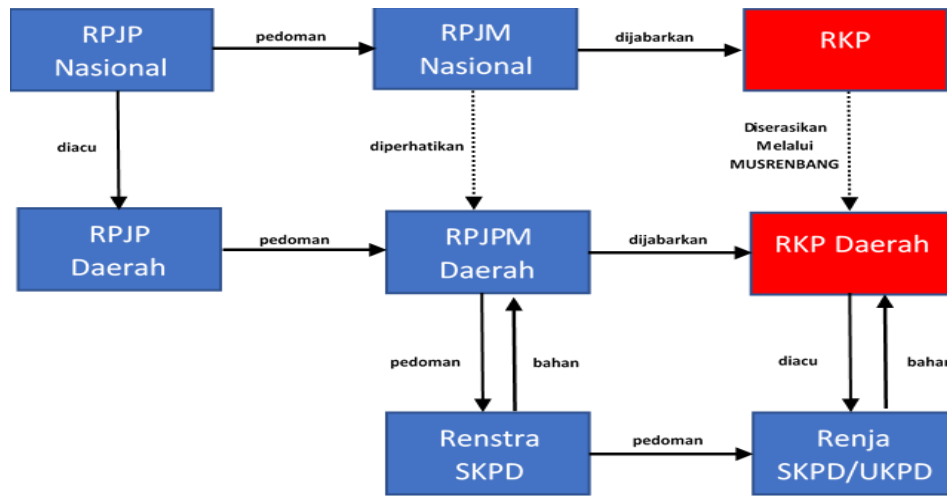 RPJP
Nasional
pedoman
RPJM
Nasional
dijabarkan
RKP
diacu
diperhatikan
Diserasikan
Melalui
MUSRENBANG
RPJP
Daerah
pedoman
RPJPM
Daerah
dijabarkan
RKP Daerah
pedoman
bahan
diacu
bahan
Renstra
SKPD
pedoman
Renja
SKPD/UKPD